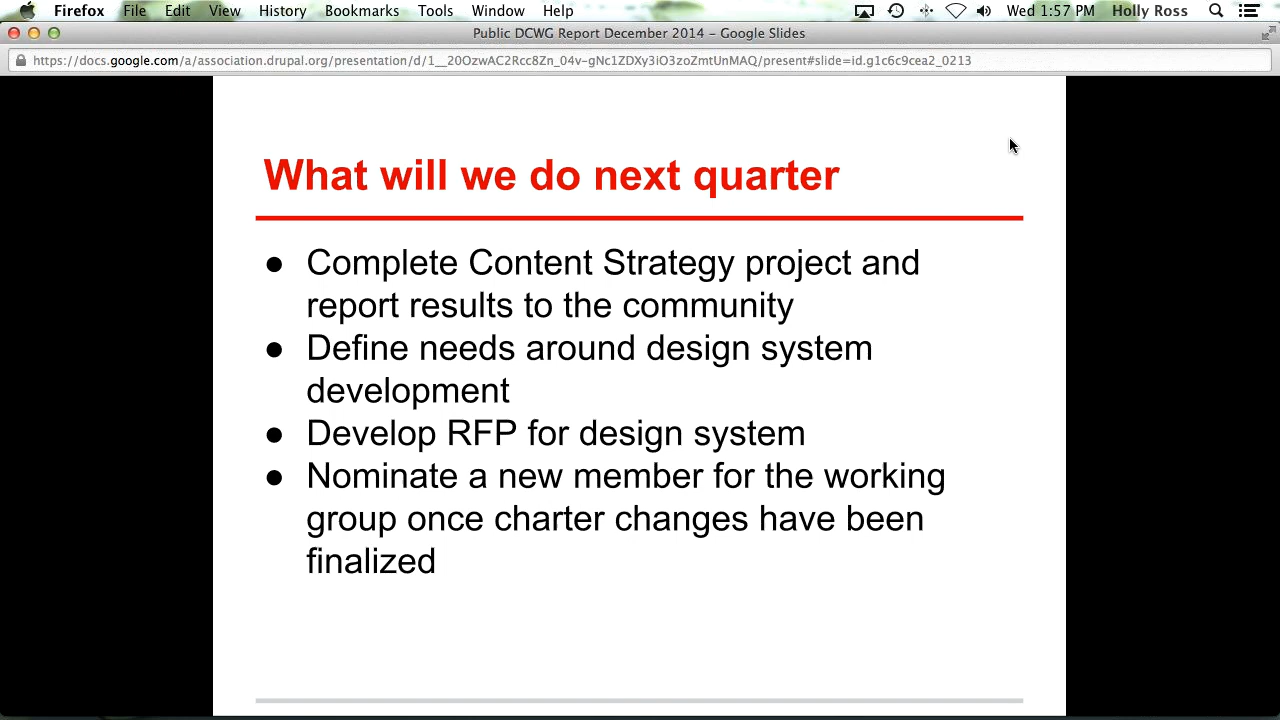 Firefox File Edit View History Bookmarks Tools Window Help Wed 1:57 PM Holly Ross
Public DCWG Report December 2014 – Google Slides
https://docs.google.com/a/association.drupal.org/presentation/d/1__20OzwAC2Rcc8Zn_04v-gNc1ZDXy3iO3zoZmtUnMAQ/present#slide=id.g1c6c9cea2_0213
What will we do next quarter
● Complete Content Strategy project and
report results to the community
● Define needs around design system
development
● Develop RFP for design system
● Nominate a new member for the working
group once charter changes have been
finalized